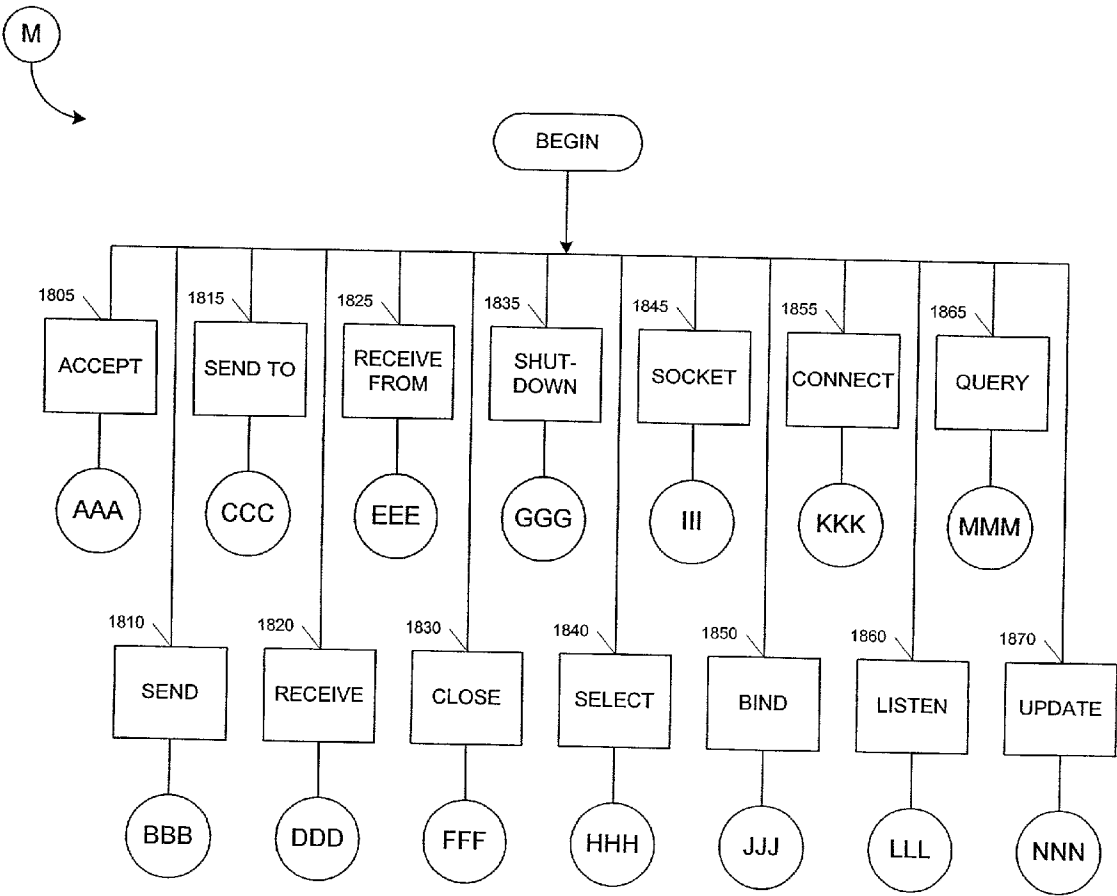 M
BEGIN
1805
1815
1825
1835
1845
1855
1865
ACCEPT
SEND TO
RECEIVE
FROM
SHUT-
DOWN
SOCKET
CONNECT
QUERY
AAA
CCC
EEE
GGG
III
KKK
MMM
1810
1820
1830
1840
1850
1860
1870
SEND
RECEIVE
CLOSE
SELECT
BIND
LISTEN
UPDATE
BBB
DDD
FFF
HHH
JJJ
LLL
NNN